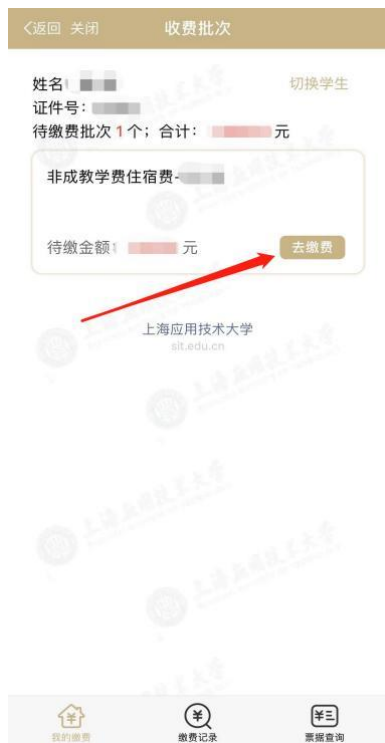 <返回 关闭 收费批次
姓名: 切换学生
证件号:
待缴费批次 1个; 合计: 元
非成教学费住宿费-
待缴金额: 元 去缴费
上海应用技术大学
sit.edu.cn
我的缴费 缴费记录 票据查询